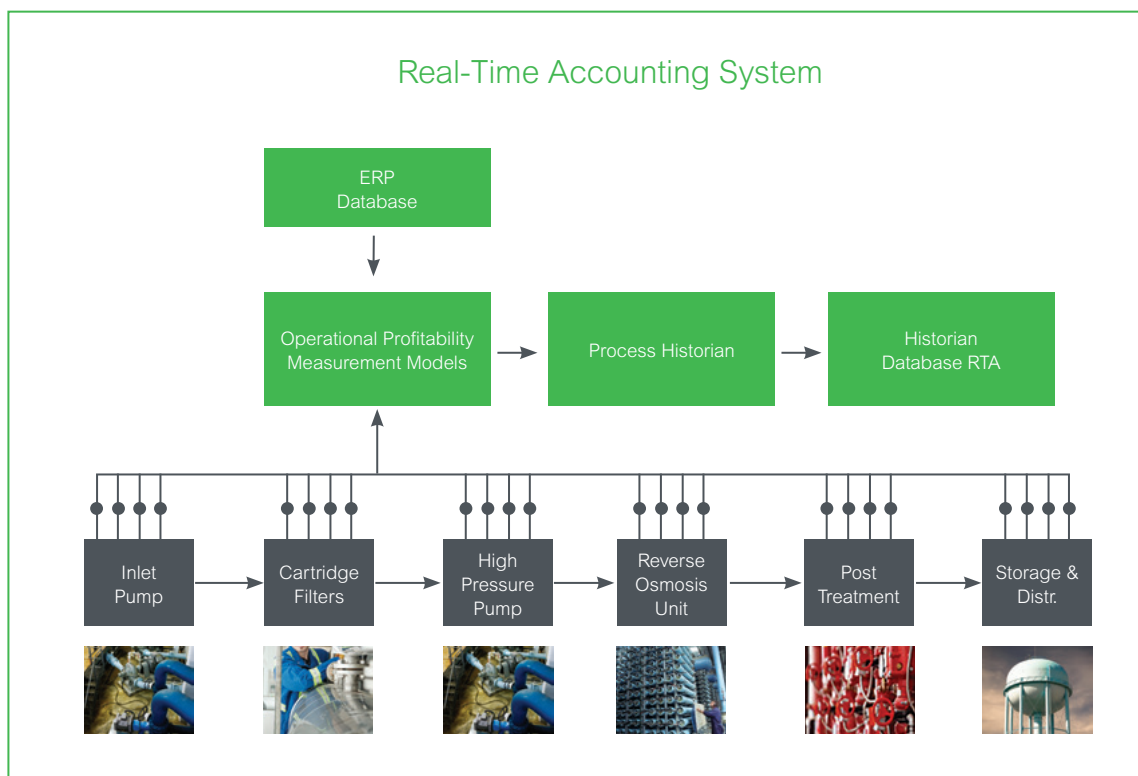 Real-Time Accounting System
ERP
Database
Operational Profitability
Measurement Models
Process Historian
Historian
Database RTA
Inlet
Pump
Cartridge
Filters
High
Pressure
Pump
Reverse
Osmosis
Unit
Post
Treatment
Storage &
Distr.